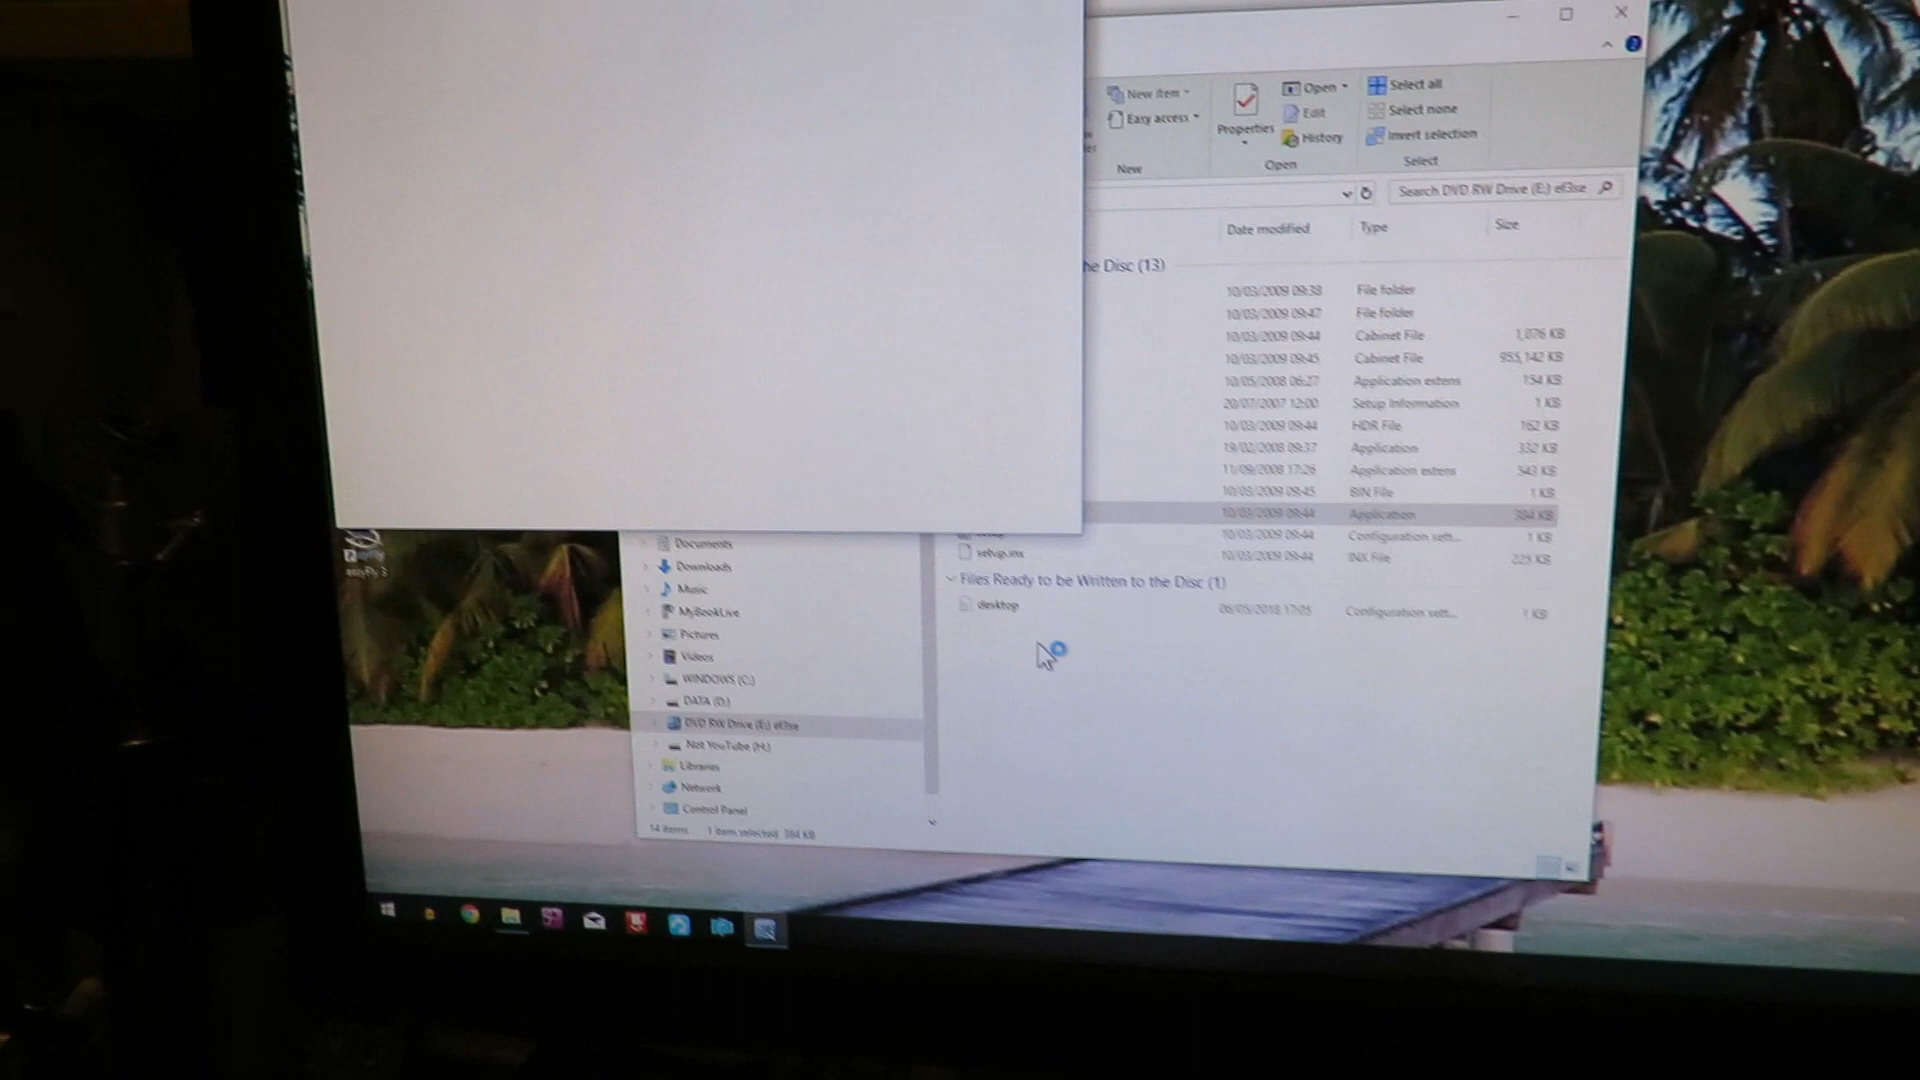 New item
Easy access
New
Properties
Open
Edit
History
Open
Select all
Select none
Invert selection
Select
Search DVD RW Drive (E:) ef3se
Date modified
Type
Size
he Disc (13)
10/03/2009 09:38 File folder
10/03/2009 09:47 File folder
10/03/2009 09:44 Cabinet File 1,076 KB
10/03/2009 09:45 Cabinet File 955,142 KB
10/05/2008 06:27 Application extens 154 KB
20/07/2007 12:00 Setup Information 1 KB
10/03/2009 09:44 HDR File 162 KB
19/02/2008 09:37 Application 332 KB
11/09/2008 17:26 Application extens 543 KB
10/03/2009 09:45 BIN File 1 KB
10/03/2009 09:44 Application 384 KB
10/03/2009 09:44 Configuration sett... 1 KB
setup.inx 10/03/2009 09:44 INX File 225 KB
Files Ready to be Written to the Disc (1)
desktop 06/05/2018 17:05 Configuration sett... 1 KB
Documents
Downloads
Music
MyBookLive
Pictures
Videos
WINDOWS (C:)
DATA (D:)
DVD RW Drive (E:) ef3se
Not YouTube (H:)
Libraries
Network
Control Panel
14 items 1 item selected 384 KB
easyFly 3